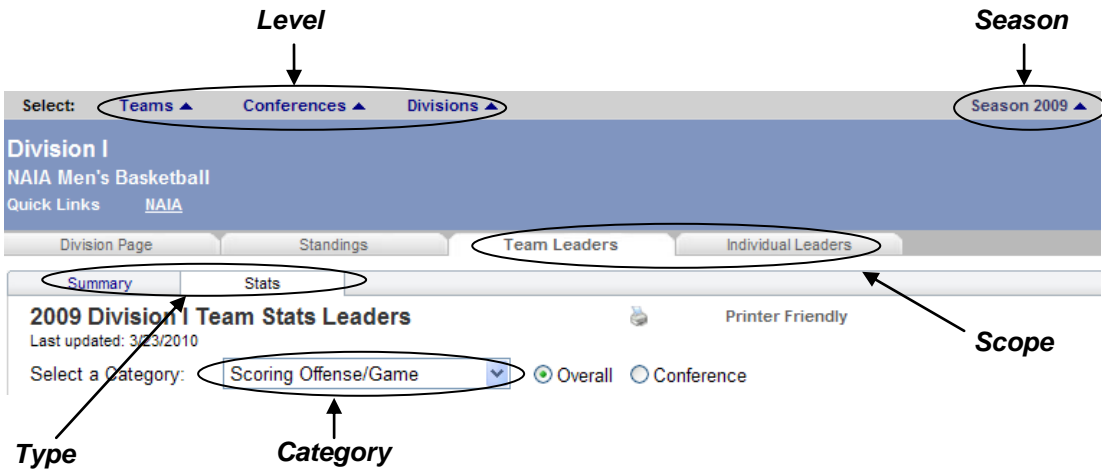 Level Season
Select: Teams ▲ Conferences ▲ Divisions ▲ Season 2009 ▲
Division I
NAIA Men's Basketball
Quick Links NAIA
Division Page Standings Team Leaders Individual Leaders
Summary Stats
2009 Division I Team Stats Leaders Printer Friendly
Last updated: 3/23/2010
Scope
Select a Category: Scoring Offense/Game Overall Conference
Type Category